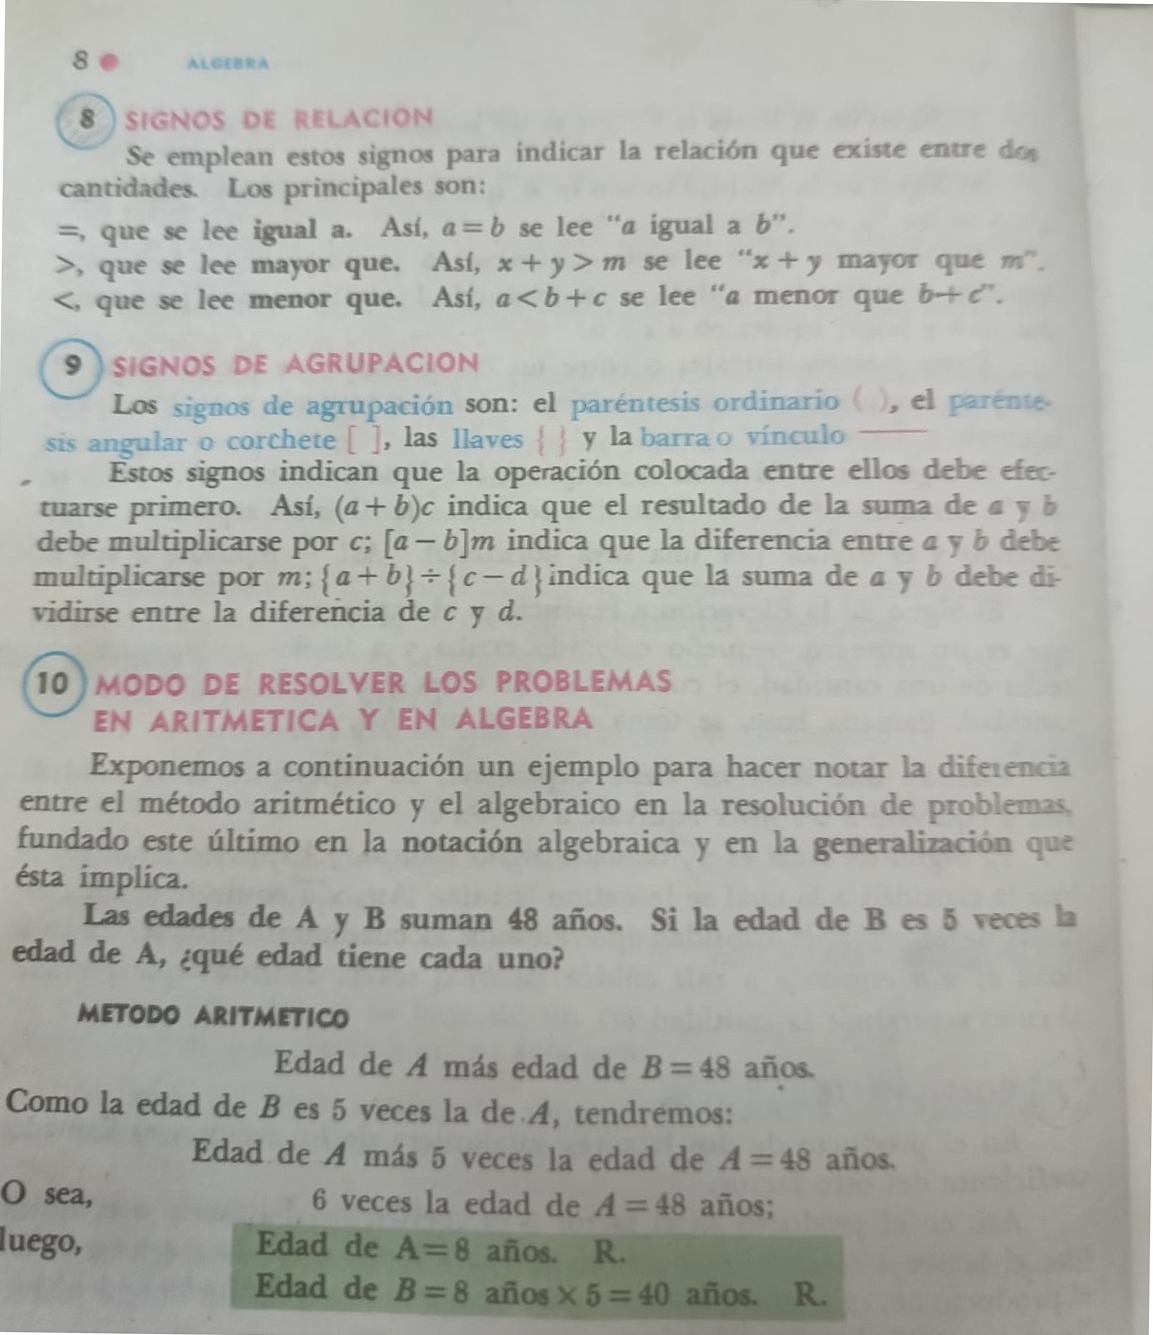 8 ● ALGEBRA
8 SIGNOS DE RELACION
Se emplean estos signos para indicar la relación que existe entre dos
cantidades. Los principales son:
=, que se lee igual a. Así, a = b se lee “a igual a b”.
>, que se lee mayor que. Así, x + y > m se lee “x + y mayor que m”.
<, que se lee menor que. Así, a < b + c se lee “a menor que b + c”.
9 SIGNOS DE AGRUPACION
Los signos de agrupación son: el paréntesis ordinario ( ), el parénte-
sis angular o corchete [ ], las llaves { } y la barra o vínculo ———
Estos signos indican que la operación colocada entre ellos debe efec-
tuarse primero. Así, (a + b)c indica que el resultado de la suma de a y b
debe multiplicarse por c; [a − b]m indica que la diferencia entre a y b debe
multiplicarse por m; {a + b} ÷ {c − d} indica que la suma de a y b debe di-
vidirse entre la diferencia de c y d.
10 MODO DE RESOLVER LOS PROBLEMAS
EN ARITMETICA Y EN ALGEBRA
Exponemos a continuación un ejemplo para hacer notar la diferencia
entre el método aritmético y el algebraico en la resolución de problemas,
fundado este último en la notación algebraica y en la generalización que
ésta implica.
Las edades de A y B suman 48 años. Si la edad de B es 5 veces la
edad de A, ¿qué edad tiene cada uno?
METODO ARITMETICO
Edad de A más edad de B = 48 años.
Como la edad de B es 5 veces la de A, tendremos:
Edad de A más 5 veces la edad de A = 48 años.
O sea, 6 veces la edad de A = 48 años;
luego, Edad de A = 8 años. R.
Edad de B = 8 años × 5 = 40 años. R.